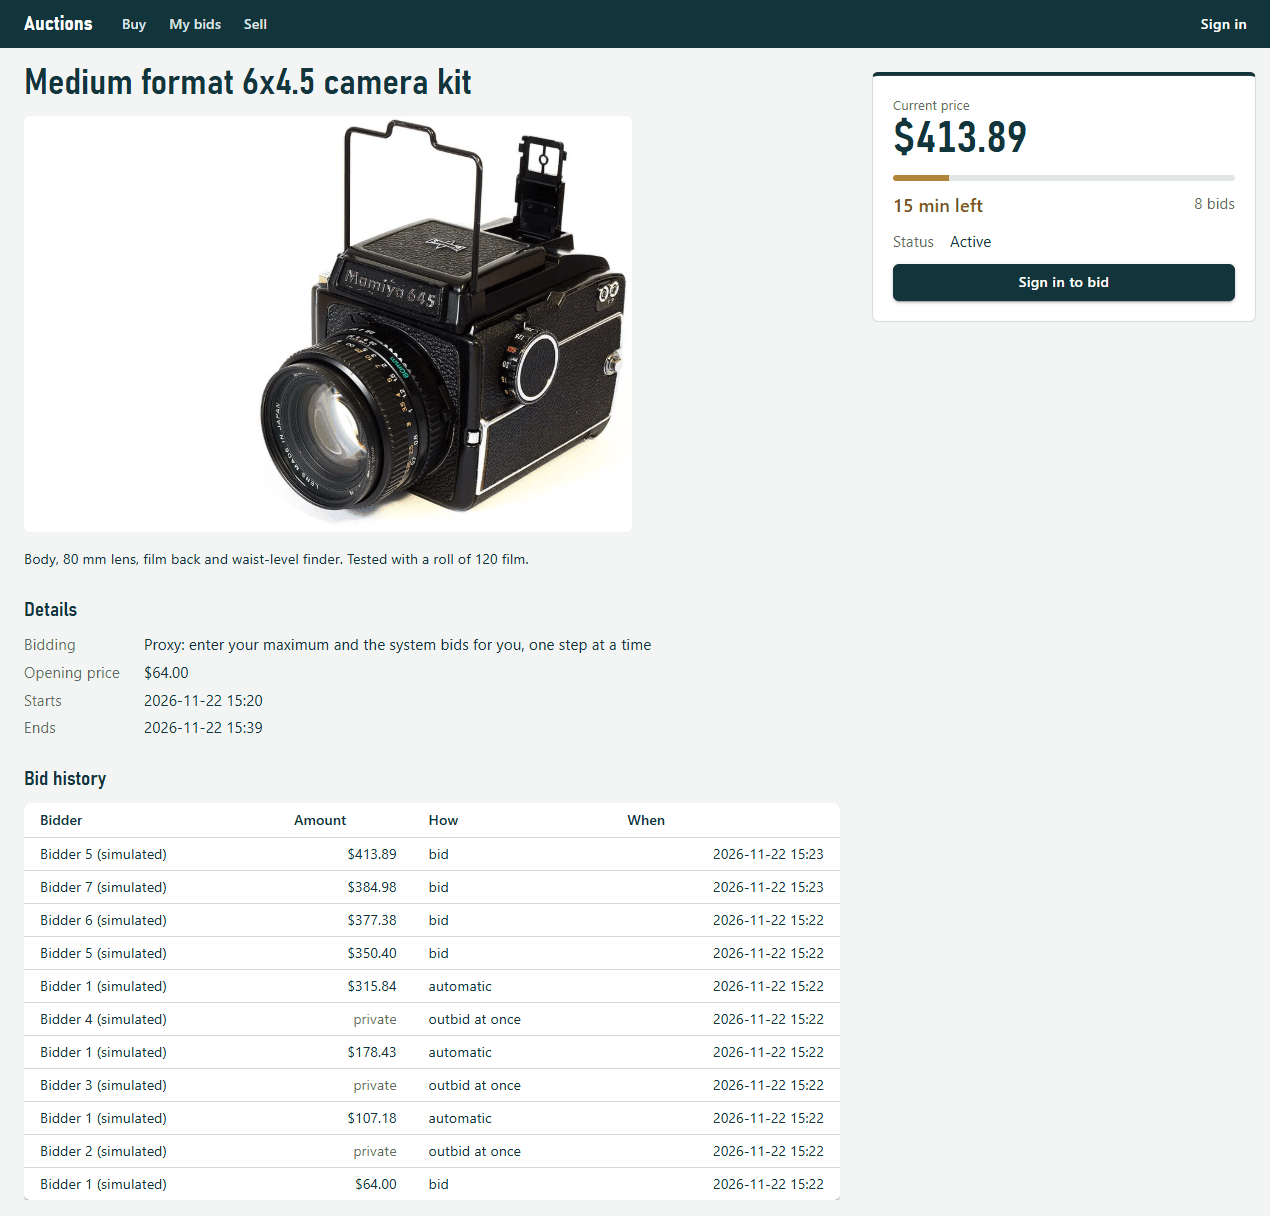 Auctions Buy My bids Sell Sign in
Medium format 6x4.5 camera kit
Mamiya 645
80mm
LENS MADE IN JAPAN
Current price
$413.89
15 min left 8 bids
Status Active
Sign in to bid
Body, 80 mm lens, film back and waist-level finder. Tested with a roll of 120 film.
Details
Bidding Proxy: enter your maximum and the system bids for you, one step at a time
Opening price $64.00
Starts 2026-11-22 15:20
Ends 2026-11-22 15:39
Bid history
Bidder Amount How When
Bidder 5 (simulated) $413.89 bid 2026-11-22 15:23
Bidder 7 (simulated) $384.98 bid 2026-11-22 15:23
Bidder 6 (simulated) $377.38 bid 2026-11-22 15:22
Bidder 5 (simulated) $350.40 bid 2026-11-22 15:22
Bidder 1 (simulated) $315.84 automatic 2026-11-22 15:22
Bidder 4 (simulated) private outbid at once 2026-11-22 15:22
Bidder 1 (simulated) $178.43 automatic 2026-11-22 15:22
Bidder 3 (simulated) private outbid at once 2026-11-22 15:22
Bidder 1 (simulated) $107.18 automatic 2026-11-22 15:22
Bidder 2 (simulated) private outbid at once 2026-11-22 15:22
Bidder 1 (simulated) $64.00 bid 2026-11-22 15:22